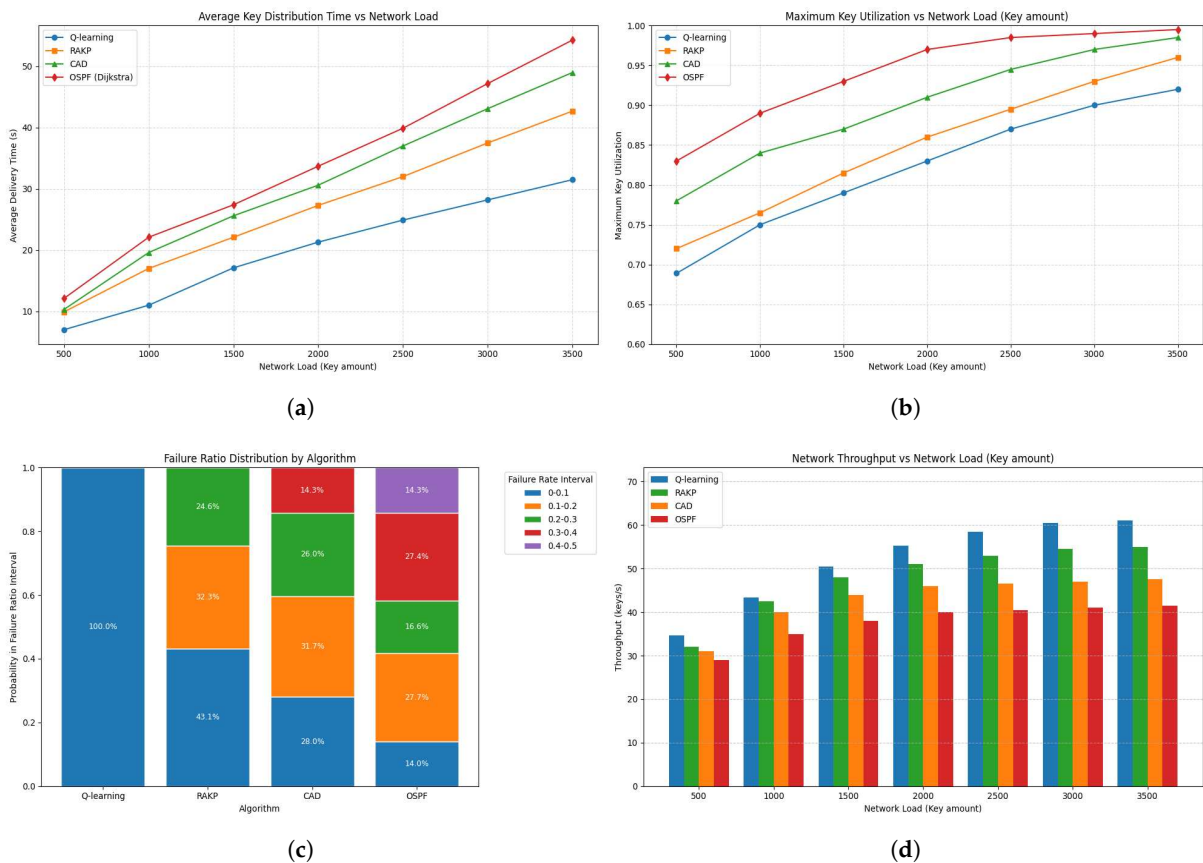 Average Key Distribution Time vs Network Load
Q-learning
RAKP
CAD
OSPF (Dijkstra)
50
40
30
20
10
Average Delivery Time (s)
500 1000 1500 2000 2500 3000 3500
Network Load (Key amount)
(a)
Maximum Key Utilization vs Network Load (Key amount)
Q-learning
RAKP
CAD
OSPF
1.00
0.95
0.90
0.85
0.80
0.75
0.70
0.65
0.60
Maximum Key Utilization
500 1000 1500 2000 2500 3000 3500
Network Load (Key amount)
(b)
Failure Ratio Distribution by Algorithm
1.0
0.8
0.6
0.4
0.2
0.0
Probability in Failure Ratio Interval
100.0%
24.6%
32.3%
43.1%
14.3%
26.0%
31.7%
28.0%
14.3%
27.4%
16.6%
27.7%
14.0%
Q-learning RAKP CAD OSPF
Algorithm
Failure Rate Interval
0-0.1
0.1-0.2
0.2-0.3
0.3-0.4
0.4-0.5
(c)
Network Throughput vs Network Load (Key amount)
Q-learning
RAKP
CAD
OSPF
70
60
50
40
30
20
10
0
Throughput (keys/s)
500 1000 1500 2000 2500 3000 3500
Network Load (Key amount)
(d)